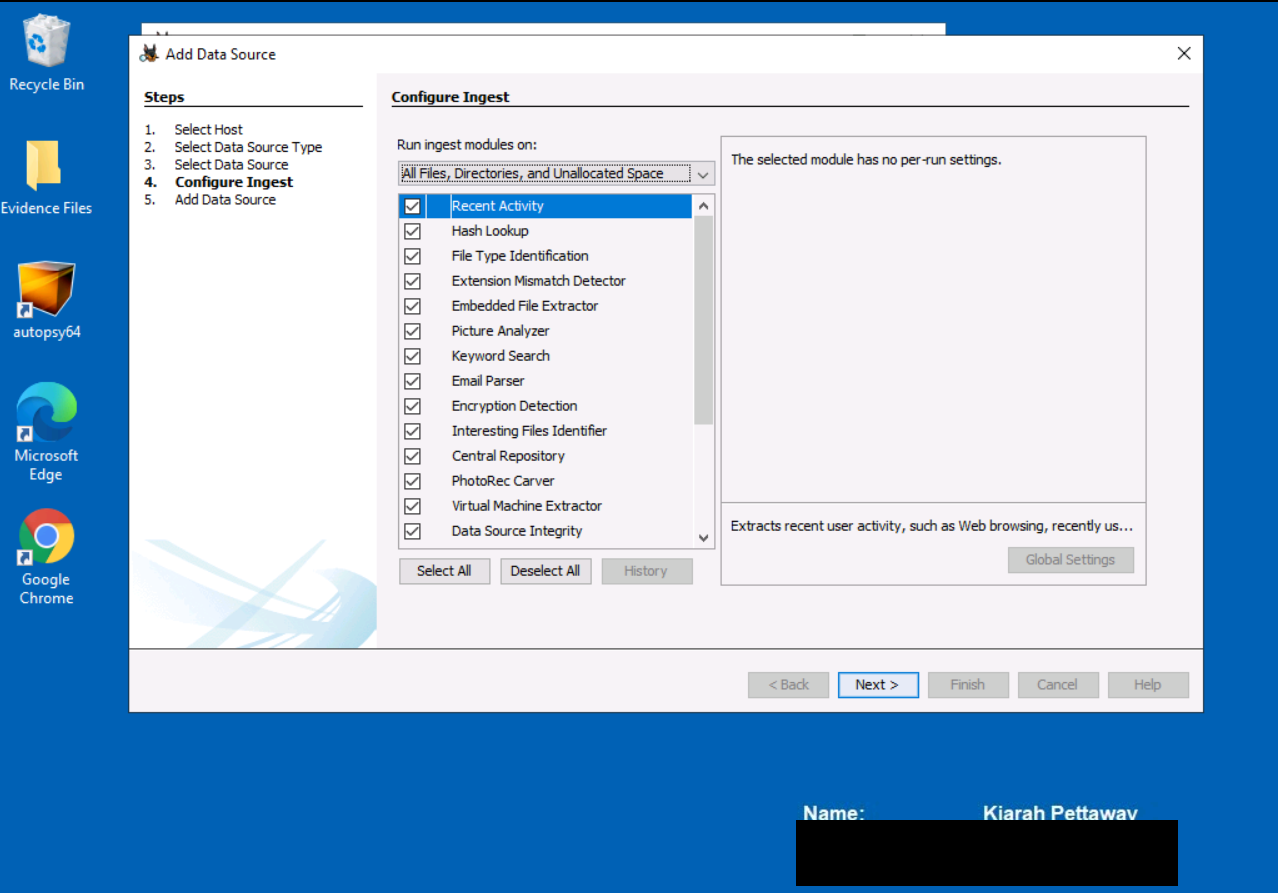 Recycle Bin
Evidence Files
autopsy64
Microsoft
Edge
Google
Chrome
Add Data Source
Steps
1. Select Host
2. Select Data Source Type
3. Select Data Source
4. Configure Ingest
5. Add Data Source
Configure Ingest
Run ingest modules on:
All Files, Directories, and Unallocated Space
Recent Activity
Hash Lookup
File Type Identification
Extension Mismatch Detector
Embedded File Extractor
Picture Analyzer
Keyword Search
Email Parser
Encryption Detection
Interesting Files Identifier
Central Repository
PhotoRec Carver
Virtual Machine Extractor
Data Source Integrity
Select All Deselect All History
The selected module has no per-run settings.
Extracts recent user activity, such as Web browsing, recently us...
Global Settings
< Back Next > Finish Cancel Help
Name: Kiarah Pettaway